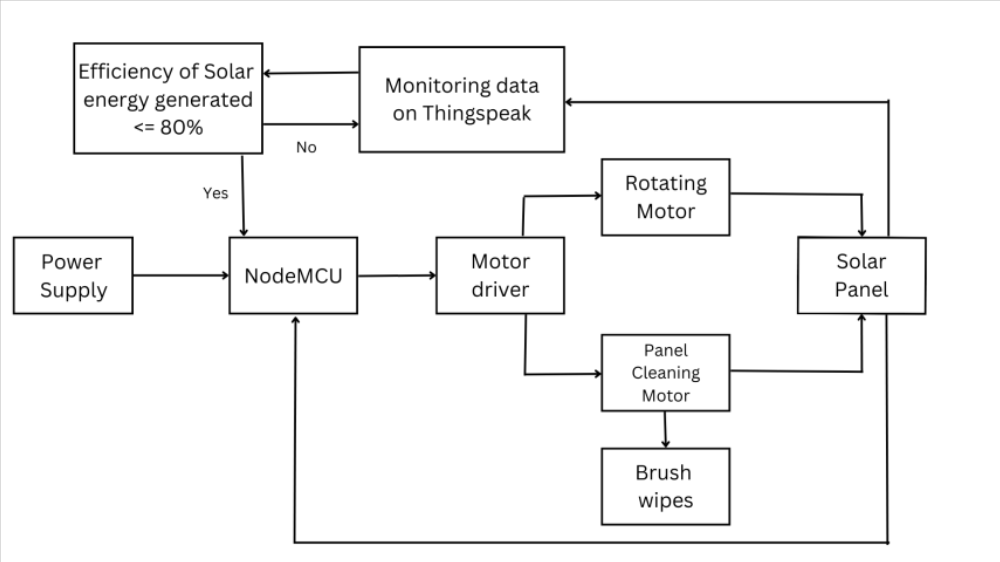 Efficiency of Solar
energy generated
<= 80%
Monitoring data
on Thingspeak
No
Yes
Rotating
Motor
Power
Supply
NodeMCU
Motor
driver
Solar
Panel
Panel
Cleaning
Motor
Brush
wipes